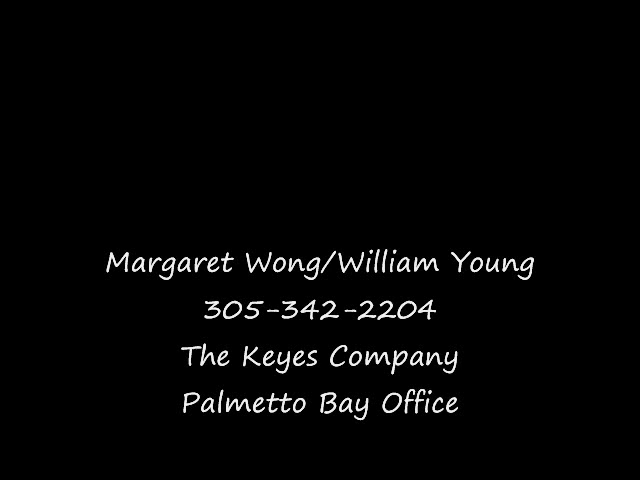 Margaret Wong/William Young
305-342-2204
The Keyes Company
Palmetto Bay Office